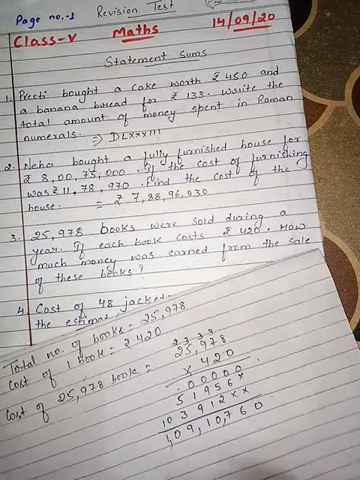 Page no.-1
Revision Test
Class-V
Maths
14/09/20
Statement Sums
1. Preeti bought a cake worth ₹ 450 and
a banana bread for ₹ 133. Write the
total amount of money spent in Roman
numerals. ⇒ DLXXXIII
2. Neha bought a fully furnished house for
₹ 8,00,75,000. If the cost of furnishing
was ₹ 11,78,970. Find the cost of the
house. = ₹ 7,88,96,030
3. 25,978 books were sold during a
year. If each book costs ₹ 420. How
much money was earned from the sale
of these books?
4. Cost of 48
the
Total no. of books = 25,978
Cost of 1 book = ₹ 420
Cost of 25,978 book =
25,978
× 420
00000
51956×
103912××
1,09,10,760